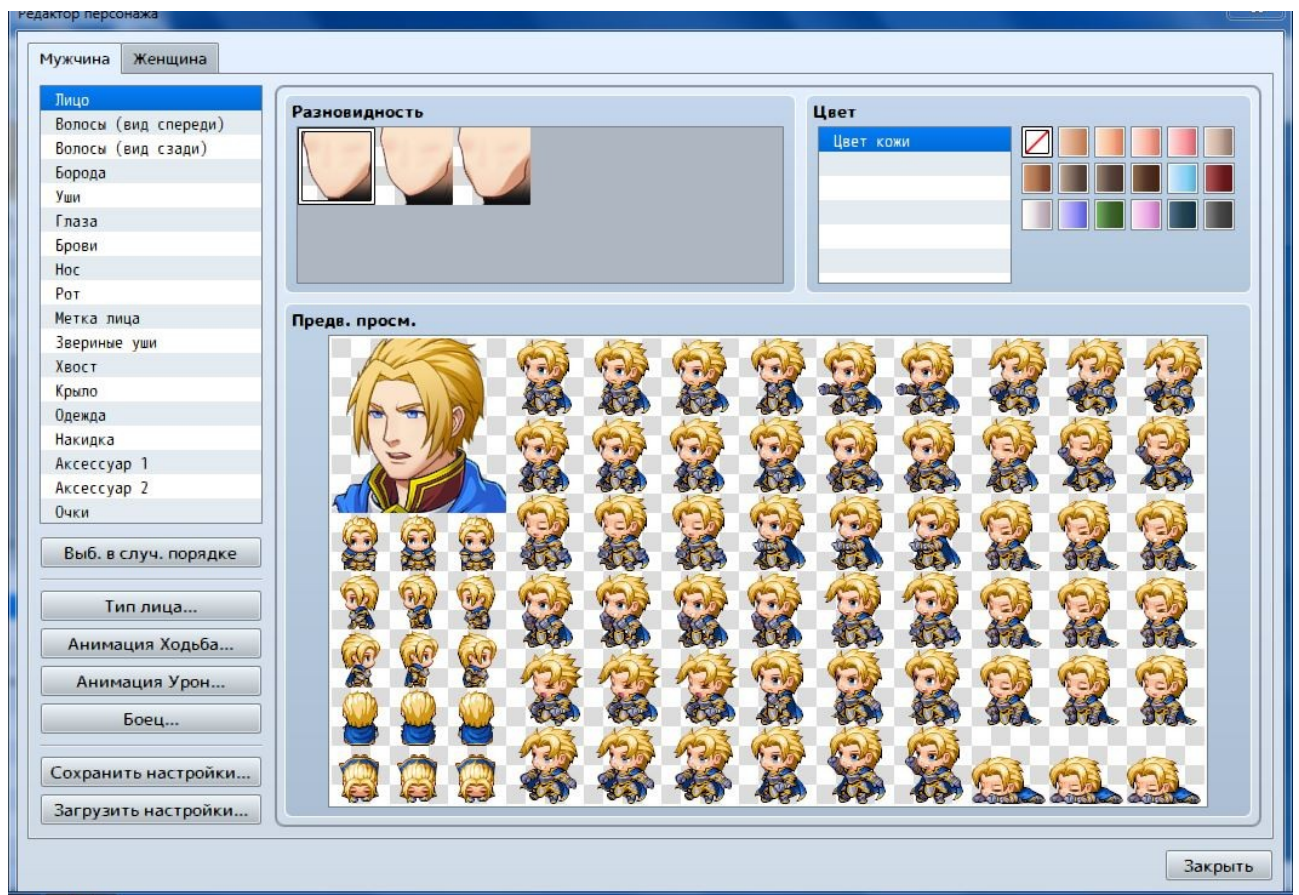 Редактор персонажа
Мужчина
Женщина
Лицо
Волосы (вид спереди)
Волосы (вид сзади)
Борода
Уши
Глаза
Брови
Нос
Рот
Метка лица
Звериные уши
Хвост
Крыло
Одежда
Накидка
Аксессуар 1
Аксессуар 2
Очки
Выб. в случ. порядке
Тип лица...
Анимация Ходьба...
Анимация Урон...
Боец...
Сохранить настройки...
Загрузить настройки...
Разновидность
Цвет
Цвет кожи
Предв. просм.
Закрыть